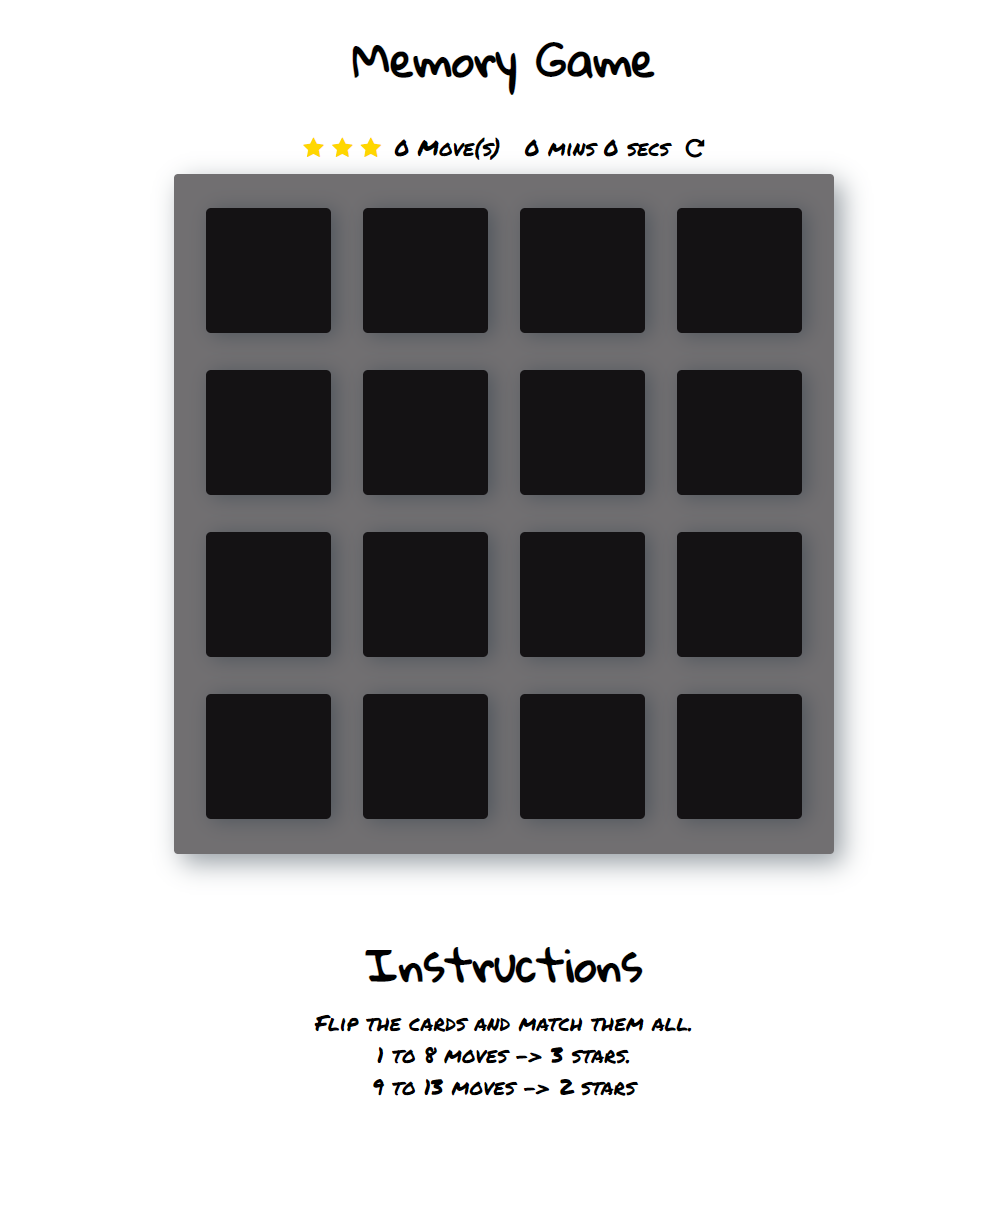 Memory Game
0 Move(s) 0 mins 0 secs
Instructions
Flip the cards and match them all.
1 to 8 moves -> 3 stars.
9 to 13 moves -> 2 stars